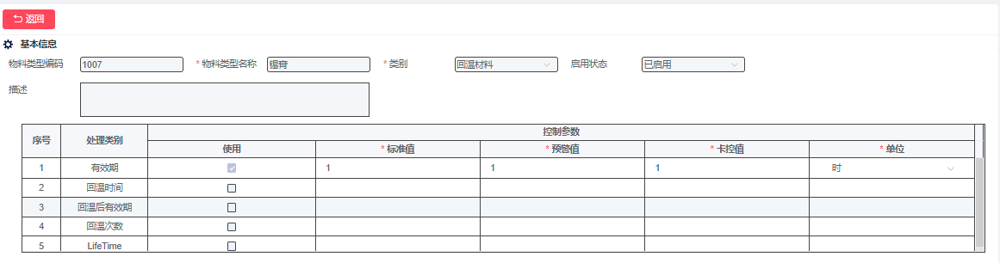 返回
基本信息
物料类型编码 1007 * 物料类型名称 锡膏 * 类别 回温材料 启用状态 已启用
描述
序号 处理类别 控制参数
使用 * 标准值 * 预警值 * 卡控值 * 单位
1 有效期 1 1 1 时
2 回温时间
3 回温后有效期
4 回温次数
5 LifeTime